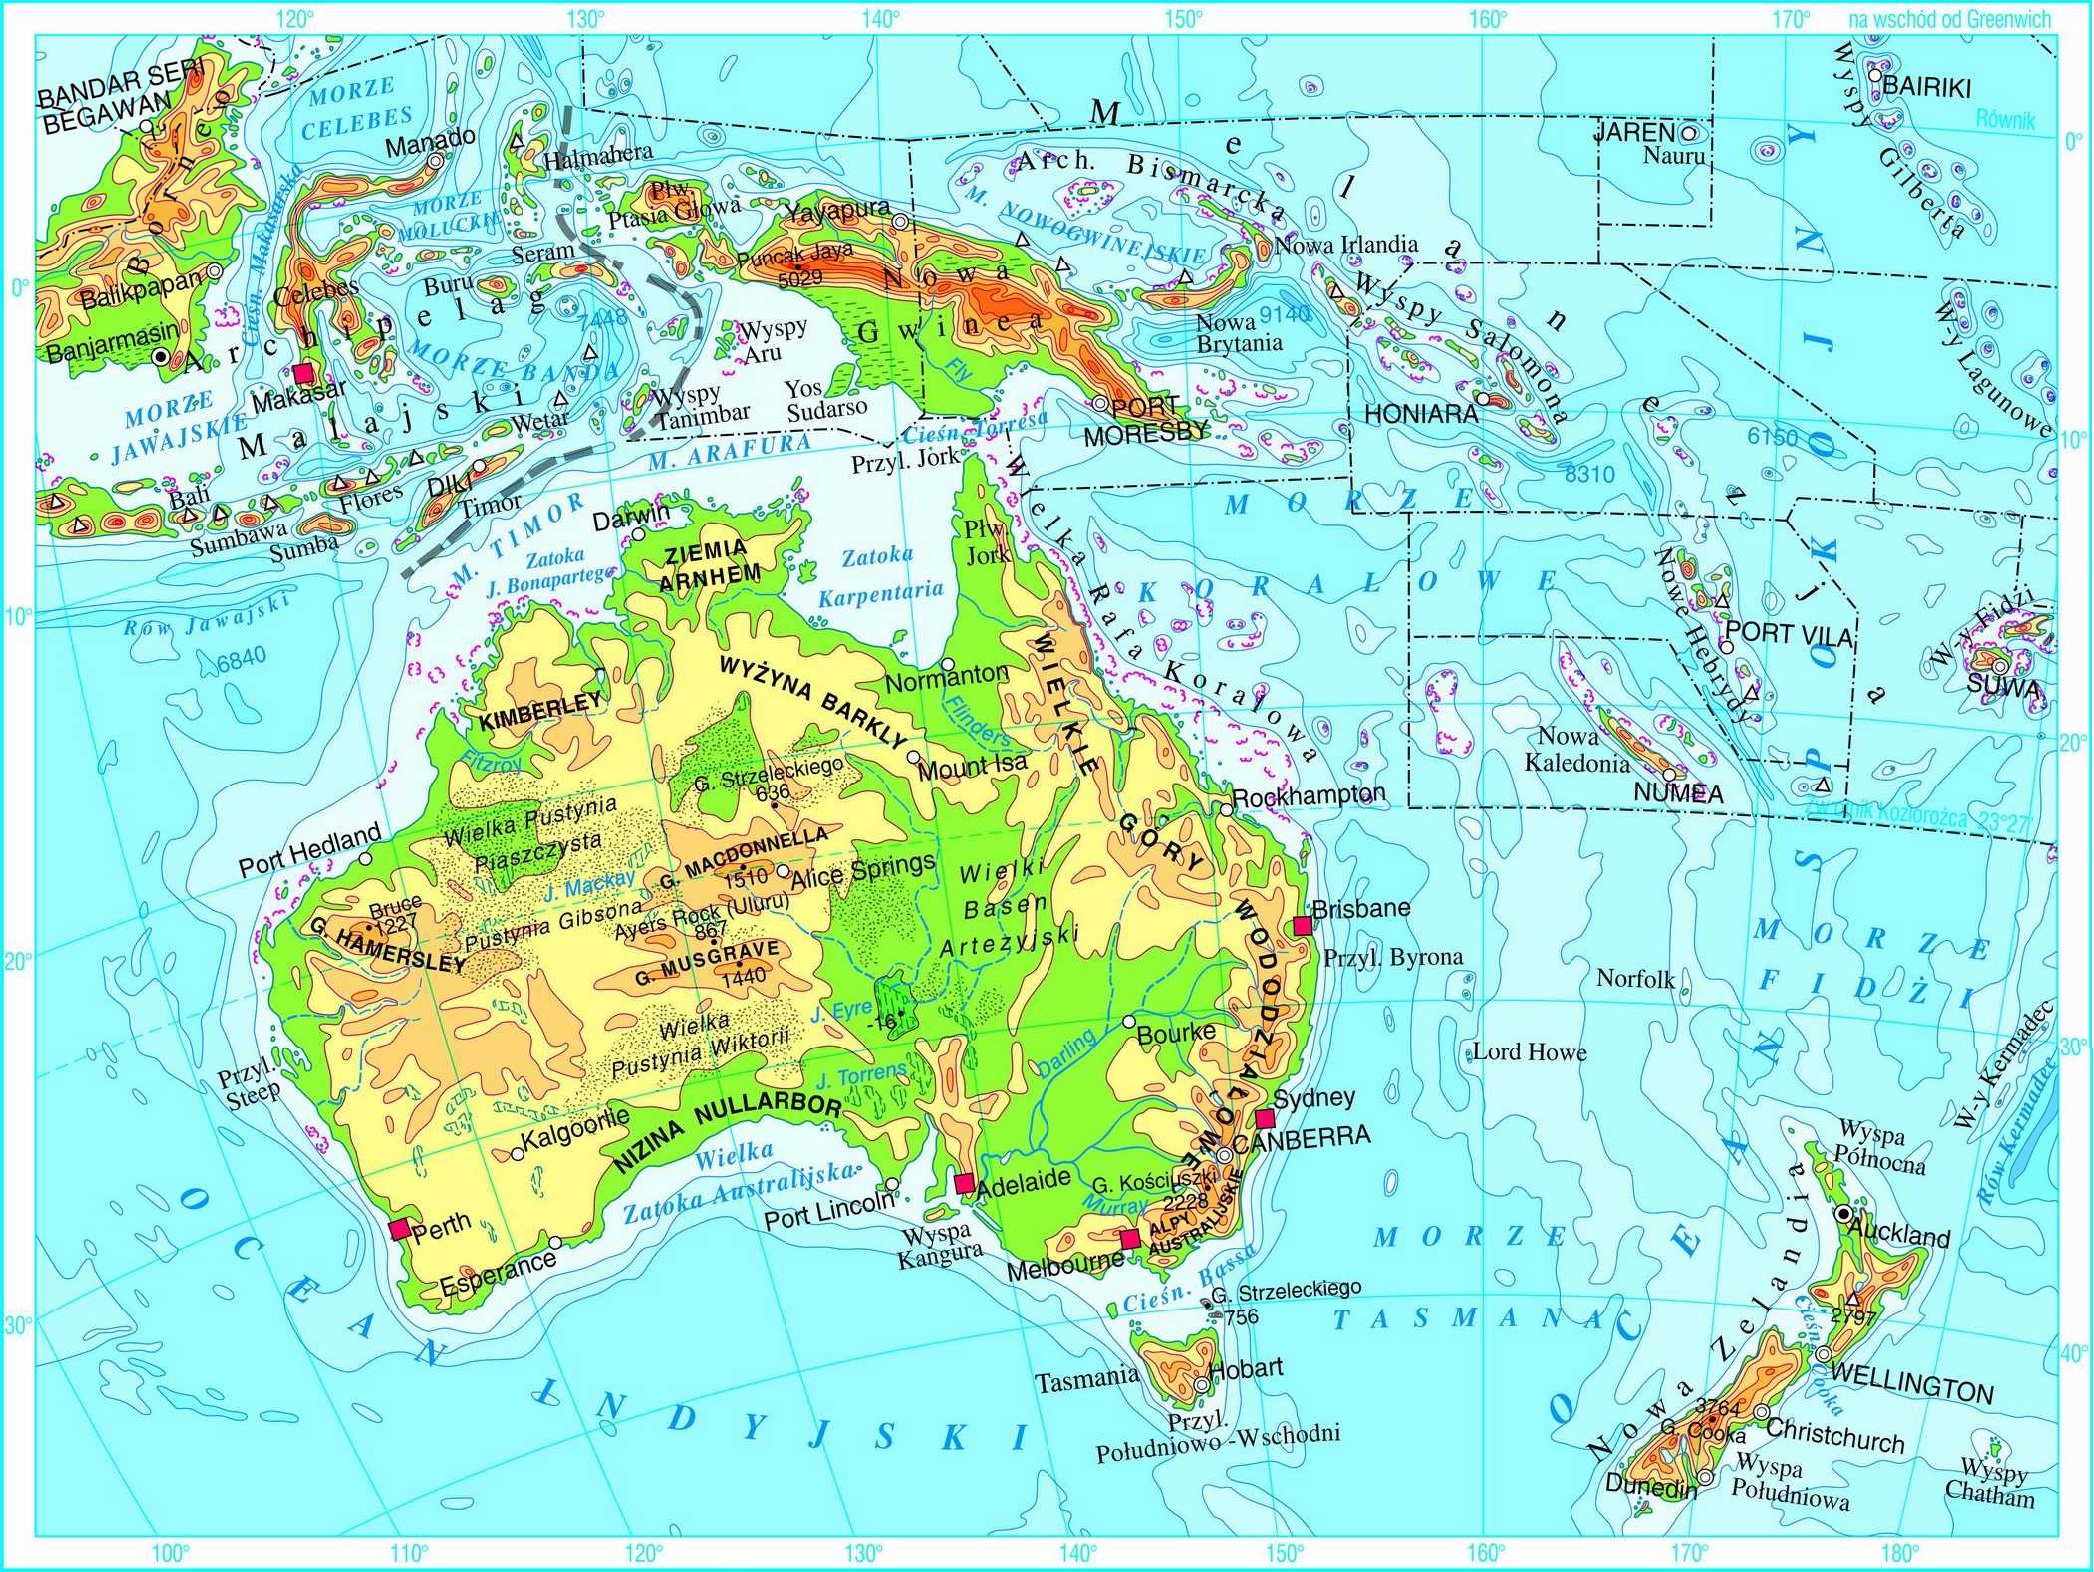 120°
130°
140°
150°
160°
170°
na wschód od Greenwich
BANDAR SERI
BEGAWAN
MORZE
CELEBES
Manado
Halmahera
Borneo
Cieśn. Makasarska
MORZE
MOLUCKIE
Płw.
Ptasia Głowa
Yayapura
Melanezja
Arch. Bismarcka
M. NOWOGWINEJSKIE
Nowa Irlandia
JAREN
Nauru
Wyspy Gilberta
BAIRIKI
Równik
0°
0°
Balikpapan
Banjarmasin
Celebes
Buru
Seram
7448
Puncak Jaya
5029
Nowa
Gwinea
Fly
Nowa
Brytania
9140
Wyspy Salomona
W-y Lagunowe
Archipelag
Malajski
MORZE BANDA
Wyspy
Aru
Makasar
MORZE
JAWAJSKIE
Wetar
Wyspy
Tanimbar
Yos
Sudarso
PORT
MORESBY
HONIARA
6150
10°
8310
Bali
Sumbawa
Sumba
Flores
DILI
Timor
M. ARAFURA
Cieśn. Torresa
Przyl. Jork
M. TIMOR
Zatoka
J. Bonapartego
Darwin
ZIEMIA
ARNHEM
Zatoka
Karpentaria
Płw.
Jork
Wielka Rafa Koralowa
MORZE
KORALOWE
Nowe Hebrydy
PORT VILA
W-y Fidżi
SUWA
10°
Rów Jawajski
6840
KIMBERLEY
Fitzroy
WYŻYNA BARKLY
Normanton
Flinders
Mount Isa
WIELKIE
GÓRY
WODODZIAŁOWE
Nowa
Kaledonia
NUMEA
20°
zwrotnik Koziorożca 23°27'
G. Strzeleckiego
636
Wielka Pustynia
Piaszczysta
Port Hedland
J. Mackay
G. MACDONNELLA
1510
Alice Springs
Rockhampton
Wielki
Basen
Artezyjski
Bruce
1227
G. HAMERSLEY
Pustynia Gibsona
Ayers Rock (Uluru)
867
G. MUSGRAVE
1440
Brisbane
Przyl. Byrona
Norfolk
MORZE
FIDŻI
20°
Wielka
Pustynia Wiktorii
J. Eyre
-16
Bourke
Darling
Lord Howe
W-y Kermadec
Rów Kermadec
30°
Przyl.
Steep
J. Torrens
NIZINA NULLARBOR
Kalgoorlie
Sydney
CANBERRA
Wyspa
Północna
Wielka
Zatoka Australijska
Port Lincoln
Adelaide
G. Kościuszki
2228
Murray
ALPY
AUSTRALIJSKIE
Perth
Esperance
Wyspa
Kangura
Melbourne
Cieśn. Bassa
G. Strzeleckiego
756
MORZE
TASMANA
Auckland
2797
Nowa Zelandia
Cieśn. Cooka
30°
40°
Tasmania
Hobart
Przyl.
Południowo-Wschodni
WELLINGTON
3764
G. Cooka
Christchurch
Dunedin
Wyspa
Południowa
Wyspy
Chatham
OCEAN INDYJSKI
OCEAN SPOKOJNY
100°
110°
120°
130°
140°
150°
160°
170°
180°